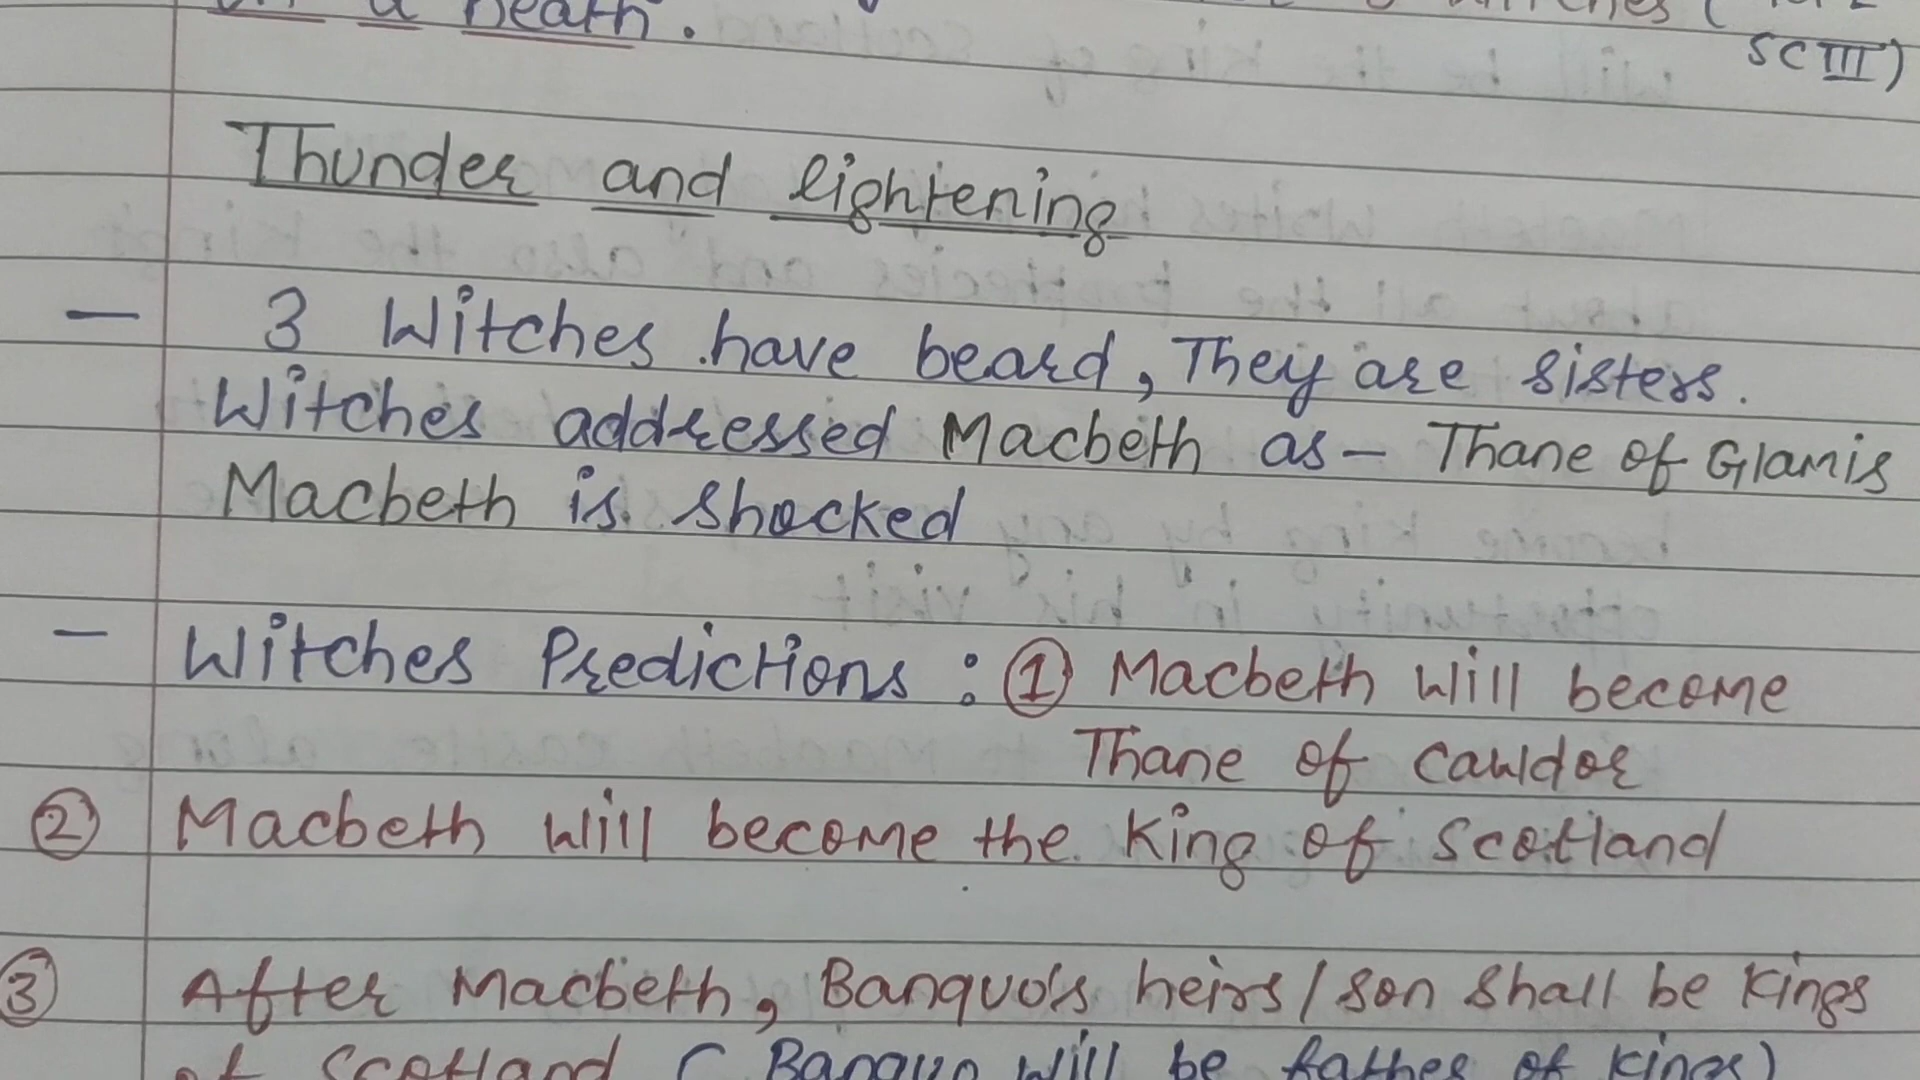 a Heath.
SC III)
Thunder and lightening
— 3 Witches have beard, They are sisters.
Witches addressed Macbeth as — Thane of Glamis
Macbeth is shocked
— Witches Predictions : ① Macbeth will become
Thane of Cawdor
② Macbeth will become the King of Scotland
③ After Macbeth, Banquo's heirs / son shall be Kings
of Scotland ( Banquo will be father of Kings)